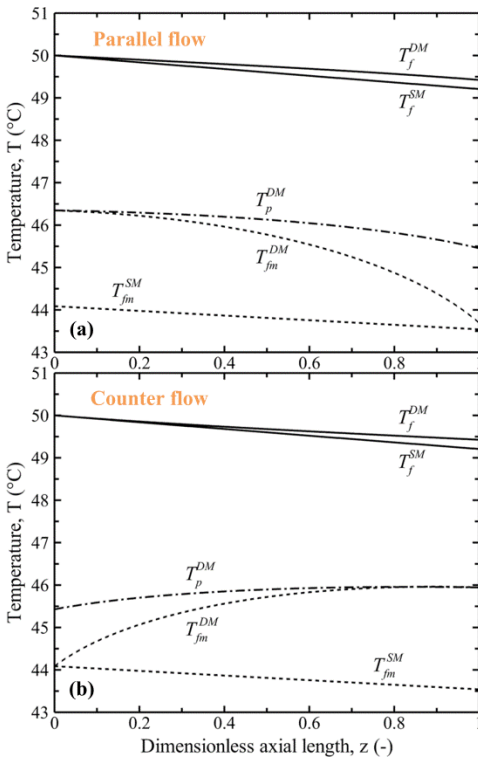 51
Parallel flow
50
T_f^DM
49
T_f^SM
48
Temperature, T (°C)
47
T_p^DM
46
T_fm^DM
45
T_fm^SM
44
(a)
43
0 0.2 0.4 0.6 0.8 1
51
Counter flow
50
T_f^DM
49
T_f^SM
48
Temperature, T (°C)
47
T_p^DM
46
T_fm^DM
45
T_fm^SM
44
(b)
43
0 0.2 0.4 0.6 0.8 1
Dimensionless axial length, z (-)